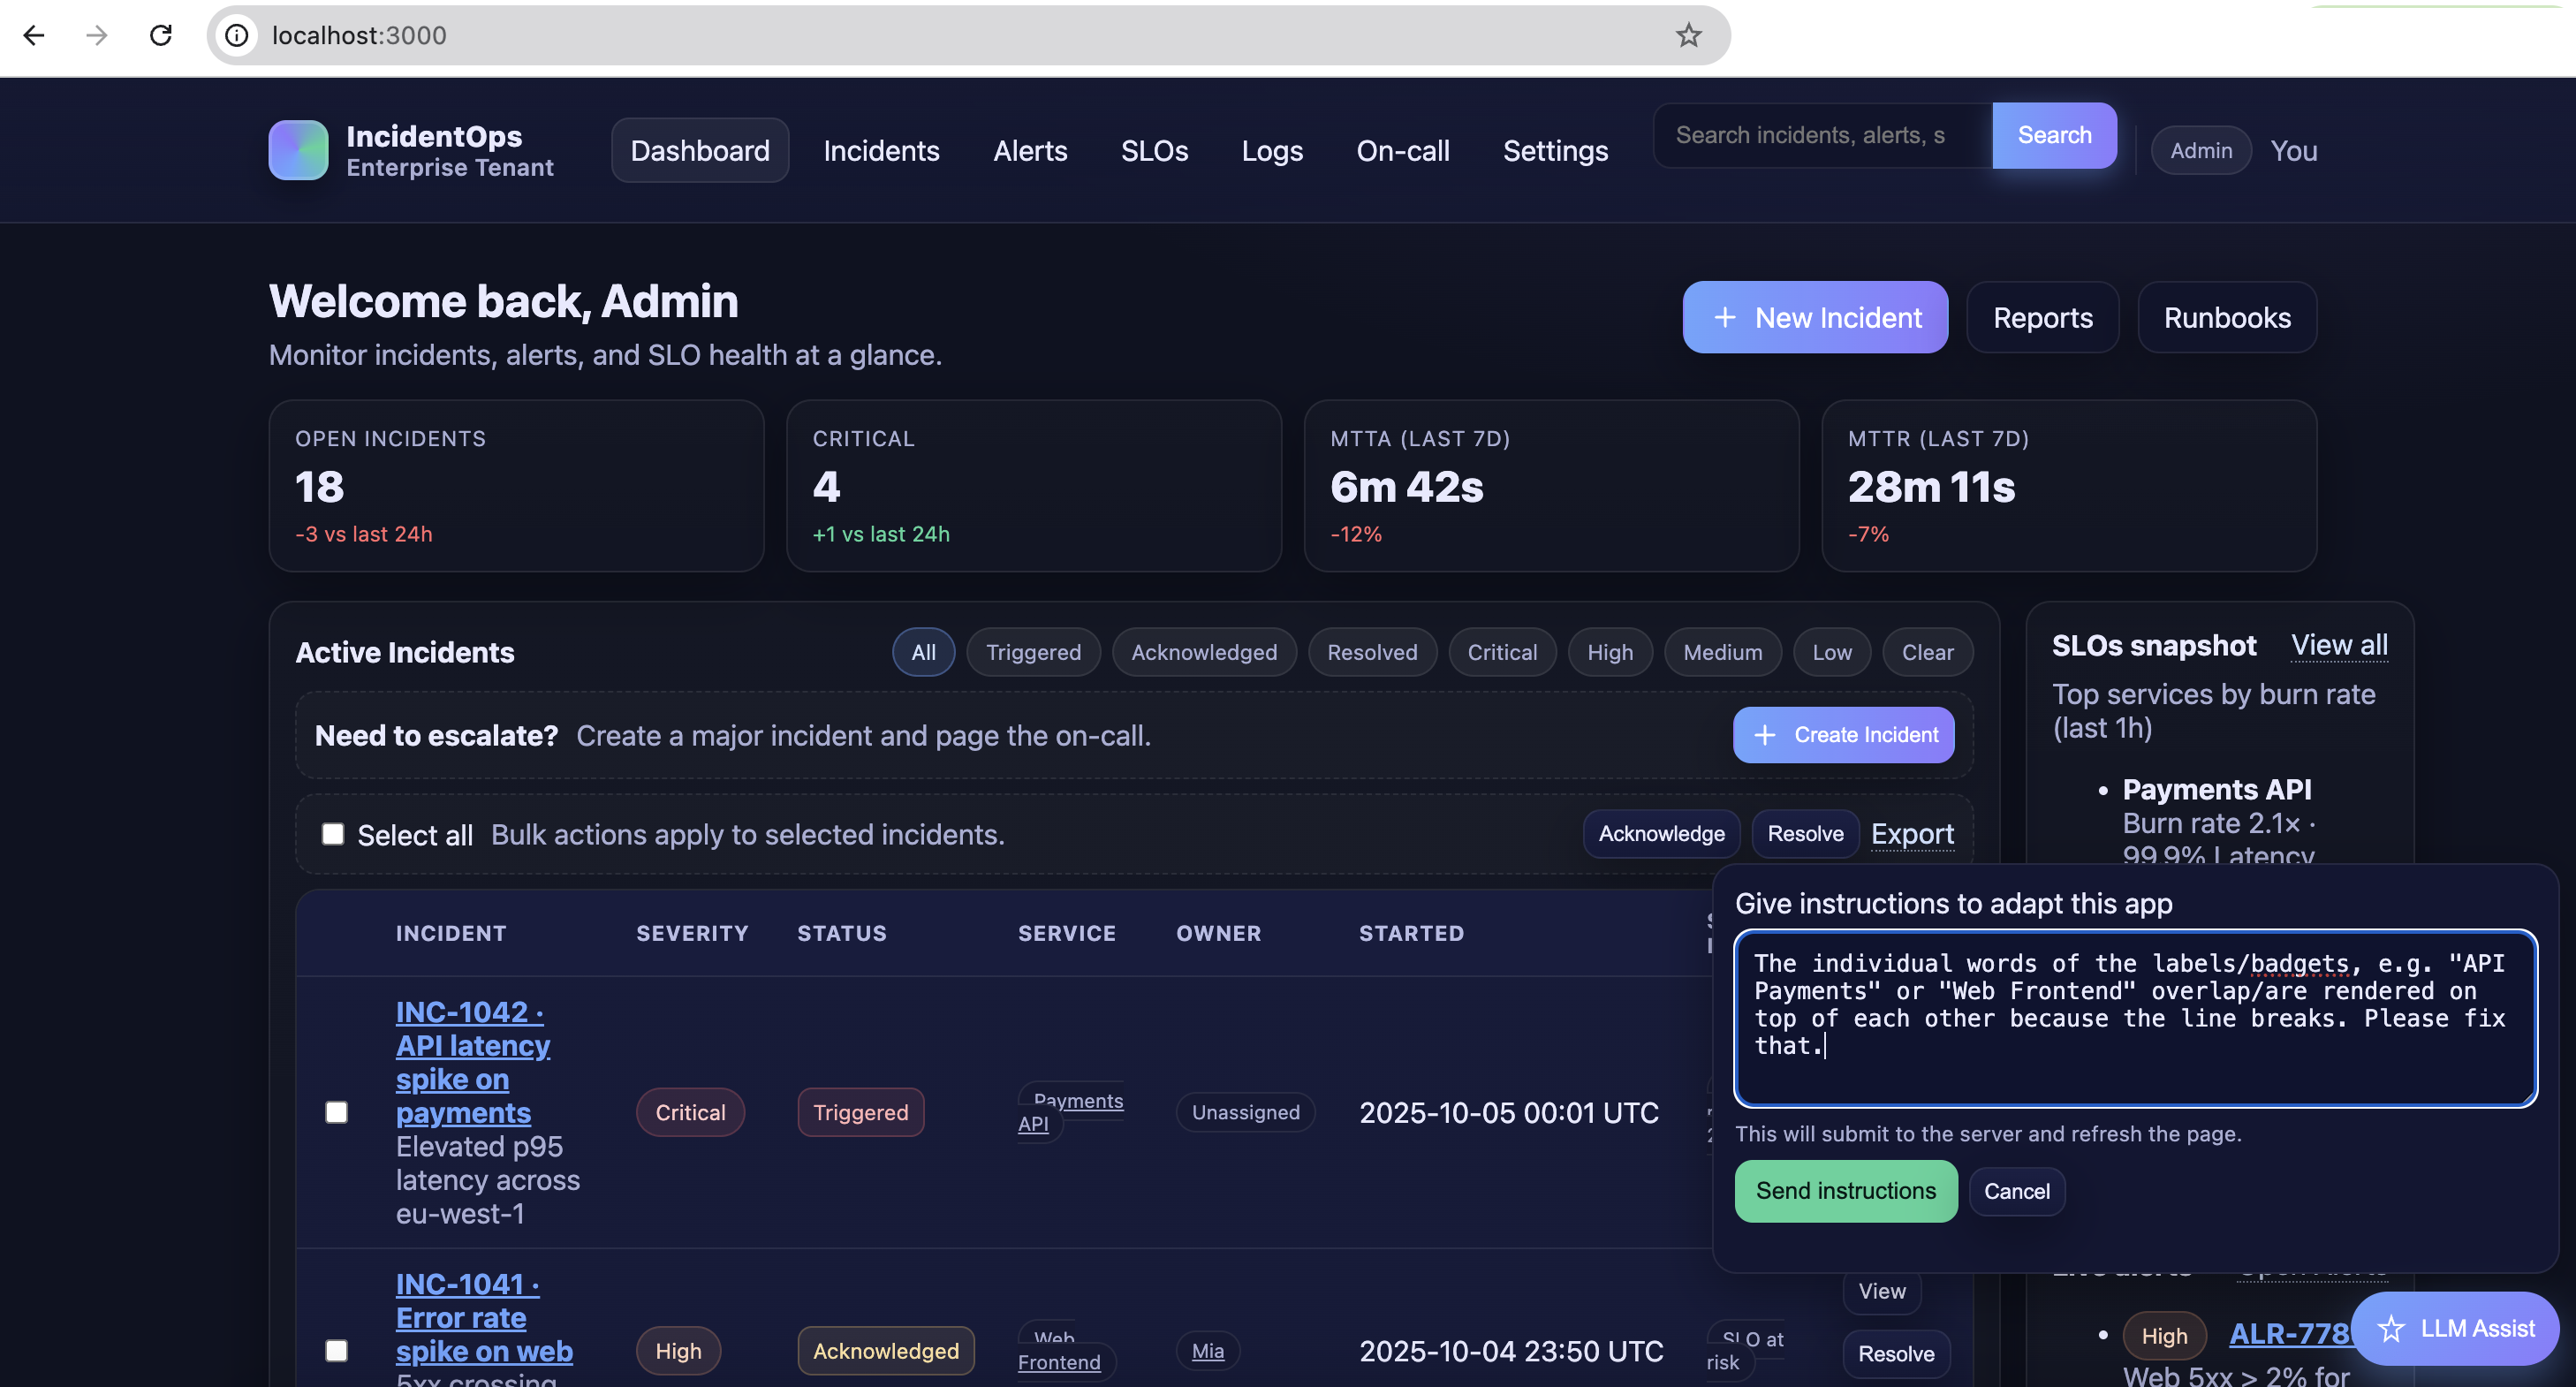 localhost:3000
IncidentOps
Enterprise Tenant
Dashboard
Incidents
Alerts
SLOs
Logs
On-call
Settings
Search incidents, alerts, s
Search
Admin
You
Welcome back, Admin
Monitor incidents, alerts, and SLO health at a glance.
+ New Incident
Reports
Runbooks
OPEN INCIDENTS
18
-3 vs last 24h
CRITICAL
4
+1 vs last 24h
MTTA (LAST 7D)
6m 42s
-12%
MTTR (LAST 7D)
28m 11s
-7%
Active Incidents
All
Triggered
Acknowledged
Resolved
Critical
High
Medium
Low
Clear
Need to escalate? Create a major incident and page the on-call.
+ Create Incident
Select all Bulk actions apply to selected incidents.
Acknowledge
Resolve
Export
INCIDENT
SEVERITY
STATUS
SERVICE
OWNER
STARTED
INC-1042 ·
API latency
spike on
payments
Elevated p95
latency across
eu-west-1
Critical
Triggered
Payments
API
Unassigned
2025-10-05 00:01 UTC
INC-1041 ·
Error rate
spike on web
5xx crossing
High
Acknowledged
Web
Frontend
Mia
2025-10-04 23:50 UTC
SLO at
risk
View
Resolve
SLOs snapshot
View all
Top services by burn rate
(last 1h)
• Payments API
Burn rate 2.1× ·
99.9% Latency
Give instructions to adapt this app
The individual words of the labels/badgets, e.g. "API
Payments" or "Web Frontend" overlap/are rendered on
top of each other because the line breaks. Please fix
that.
This will submit to the server and refresh the page.
Send instructions
Cancel
Live alerts
Open Alerts
• High ALR-778
Web 5xx > 2% for
LLM Assist